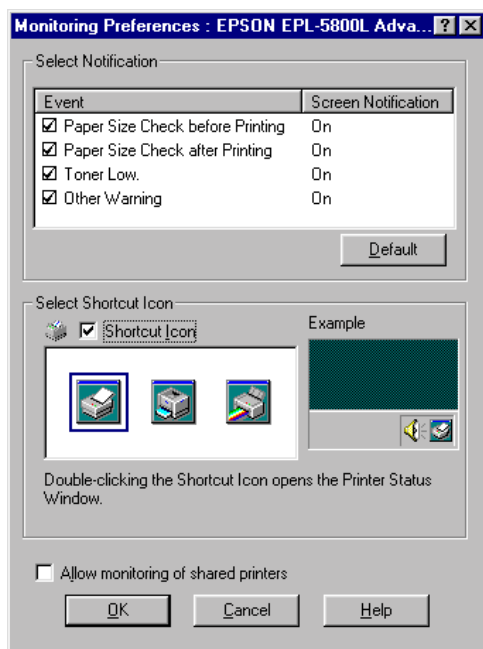 Monitoring Preferences : EPSON EPL-5800L Adva...
Select Notification
Event Screen Notification
Paper Size Check before Printing On
Paper Size Check after Printing On
Toner Low. On
Other Warning On
Default
Select Shortcut Icon
Shortcut Icon
Example
Double-clicking the Shortcut Icon opens the Printer Status
Window.
Allow monitoring of shared printers
OK Cancel Help